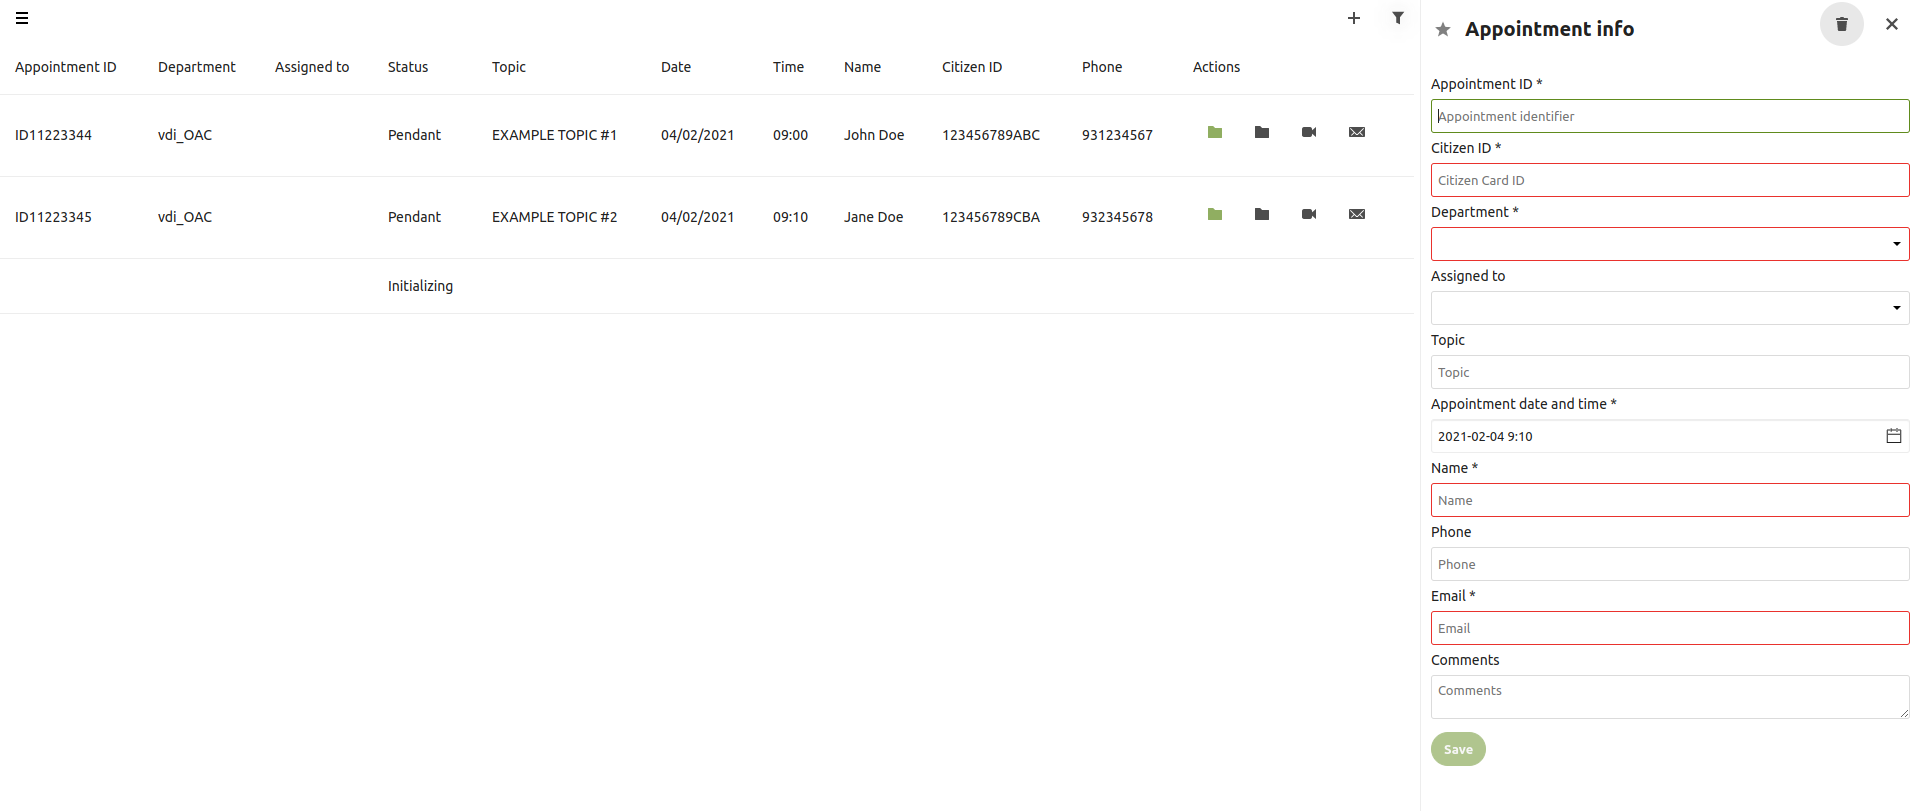 Appointment ID Department Assigned to Status Topic Date Time Name Citizen ID Phone Actions
ID11223344 vdi_OAC Pendant EXAMPLE TOPIC #1 04/02/2021 09:00 John Doe 123456789ABC 931234567
ID11223345 vdi_OAC Pendant EXAMPLE TOPIC #2 04/02/2021 09:10 Jane Doe 123456789CBA 932345678
Initializing
Appointment info
Appointment ID *
Appointment identifier
Citizen ID *
Citizen Card ID
Department *
Assigned to
Topic
Topic
Appointment date and time *
2021-02-04 9:10
Name *
Name
Phone
Phone
Email *
Email
Comments
Comments
Save